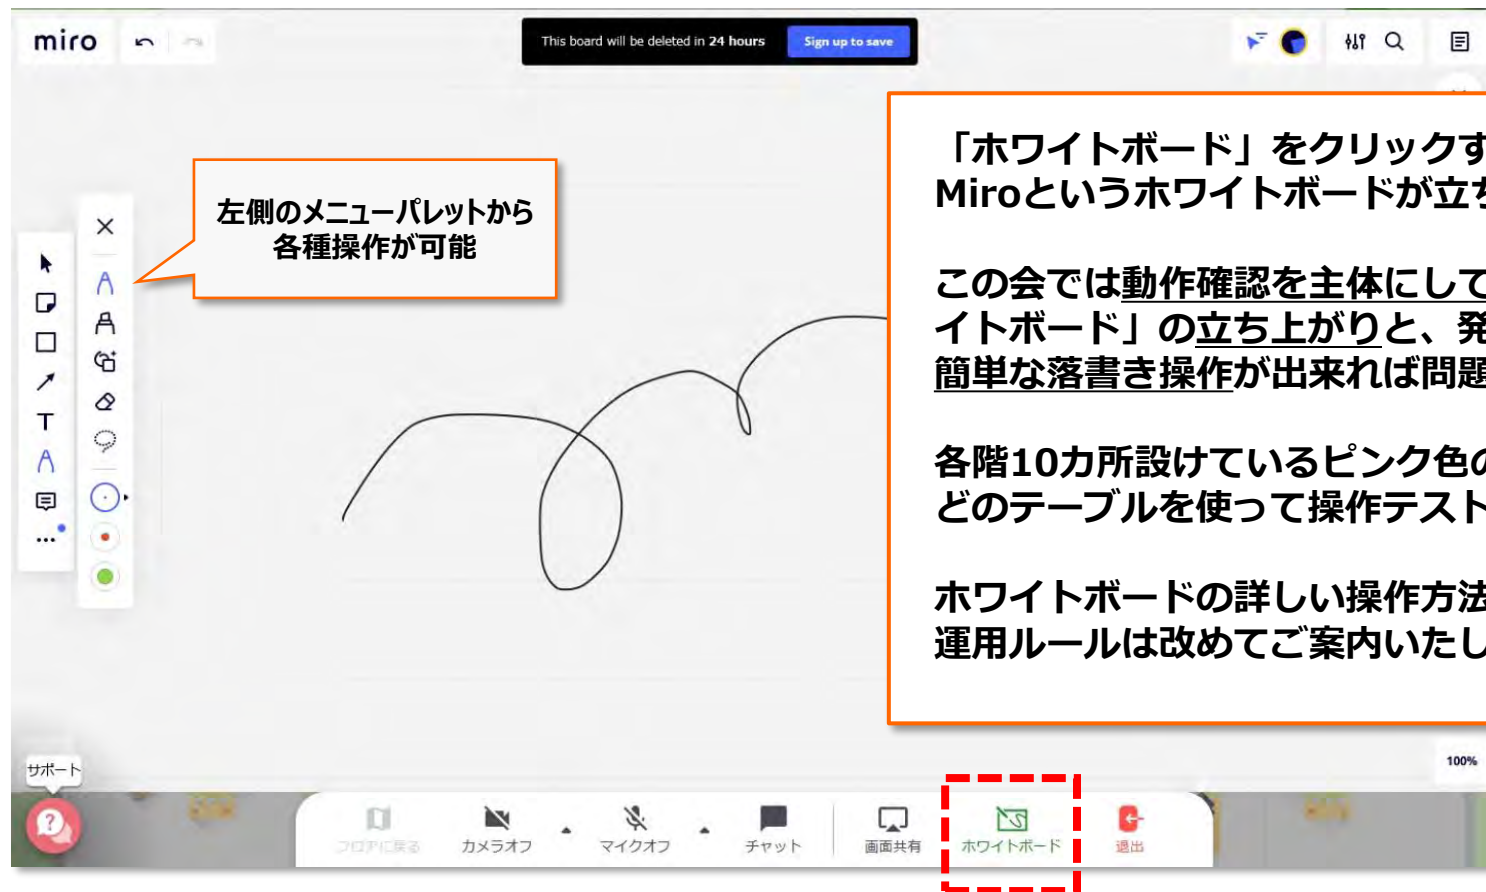 miro
This board will be deleted in 24 hours
Sign up to save
「ホワイトボード」をクリックす
Miroというホワイトボードが立ち
左側のメニューパレットから
各種操作が可能
この会では動作確認を主体にして
イトボード」の立ち上がりと、発
簡単な落書き操作が出来れば問題
各階10カ所設けているピンク色の
どのテーブルを使って操作テスト
ホワイトボードの詳しい操作方法
運用ルールは改めてご案内いたし
100%
サポート
フロアに戻る
カメラオフ
マイクオフ
チャット
画面共有
ホワイトボード
退出